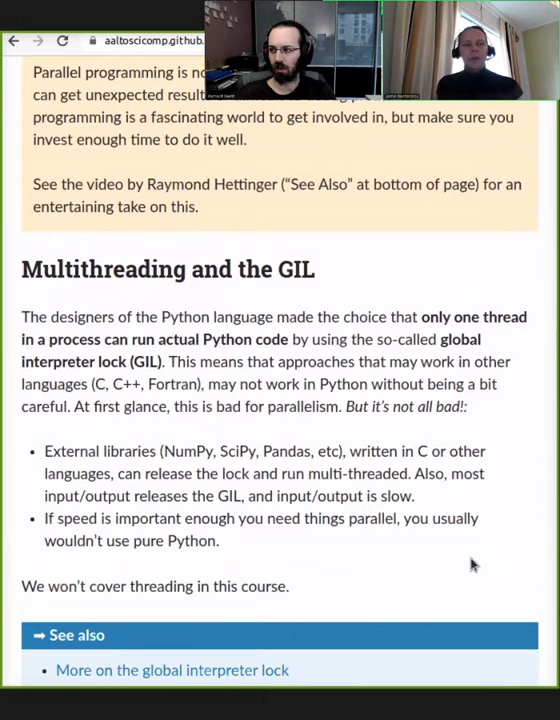 aaltoscicomp.github.
Parallel programming is no
can get unexpected result
programming is a fascinating world to get involved in, but make sure you
invest enough time to do it well.
See the video by Raymond Hettinger (“See Also” at bottom of page) for an
entertaining take on this.
Multithreading and the GIL
The designers of the Python language made the choice that only one thread
in a process can run actual Python code by using the so-called global
interpreter lock (GIL). This means that approaches that may work in other
languages (C, C++, Fortran), may not work in Python without being a bit
careful. At first glance, this is bad for parallelism. But it’s not all bad!:
• External libraries (NumPy, SciPy, Pandas, etc), written in C or other
languages, can release the lock and run multi-threaded. Also, most
input/output releases the GIL, and input/output is slow.
• If speed is important enough you need things parallel, you usually
wouldn’t use pure Python.
We won’t cover threading in this course.
➡ See also
• More on the global interpreter lock